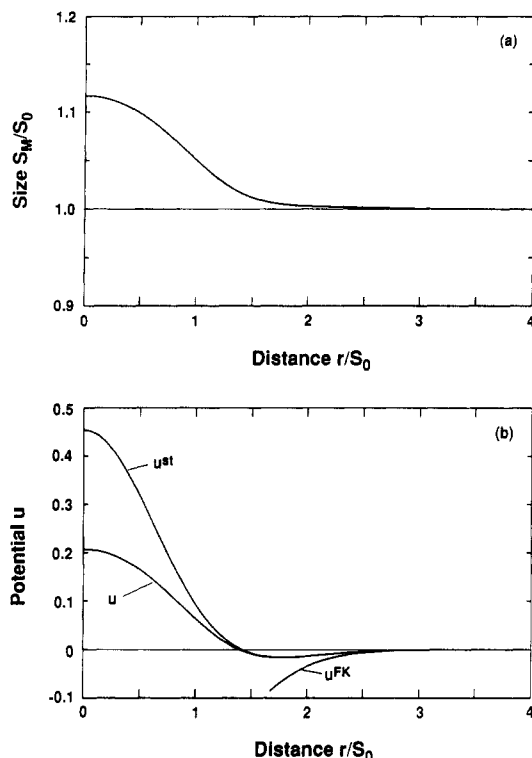 (a)
1.2
1.1
1.0
0.9
Size S_M/S_0
0 1 2 3 4
Distance r/S_0
(b)
0.5
0.4
0.3
0.2
0.1
0
-0.1
Potential u
u^st
u
u^FK
0 1 2 3 4
Distance r/S_0